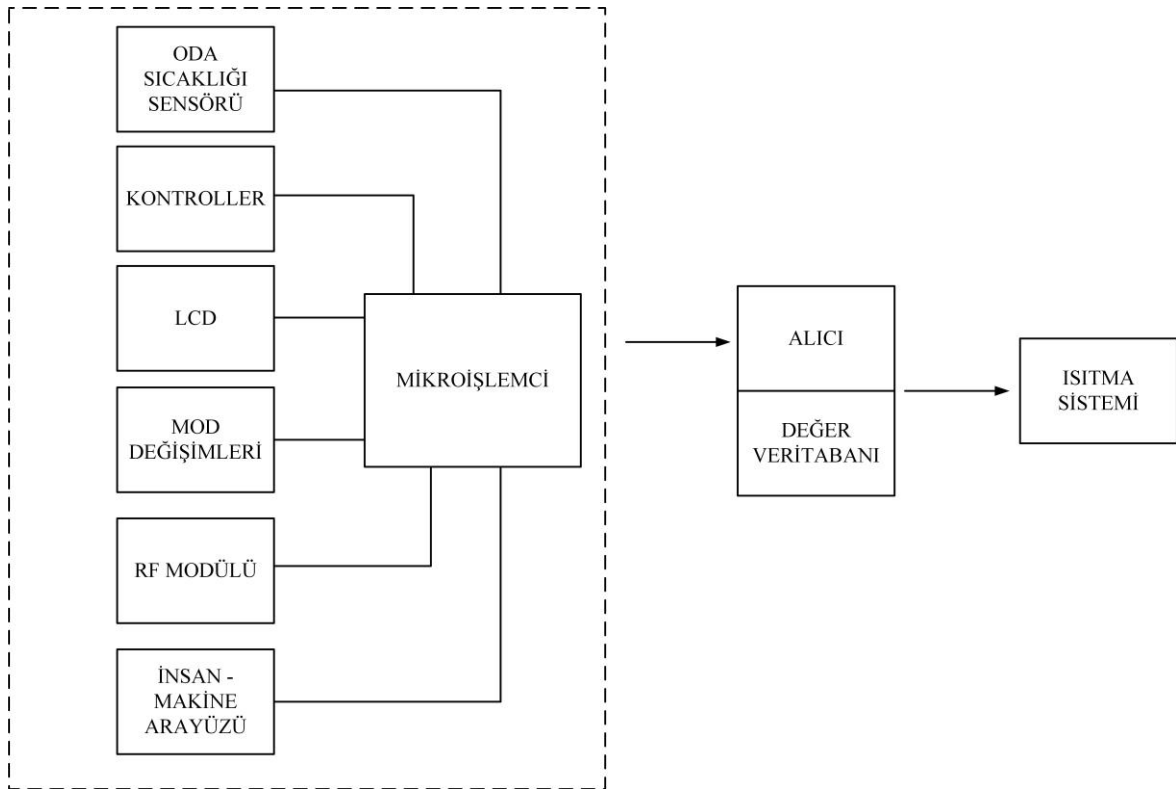 ODA
SICAKLIĞI
SENSÖRÜ
KONTROLLER
LCD
MOD
DEĞİŞİMLERİ
RF MODÜLÜ
İNSAN -
MAKİNE
ARAYÜZÜ
MİKROİŞLEMCİ
ALICI
DEĞER
VERİTABANI
ISITMA
SİSTEMİ